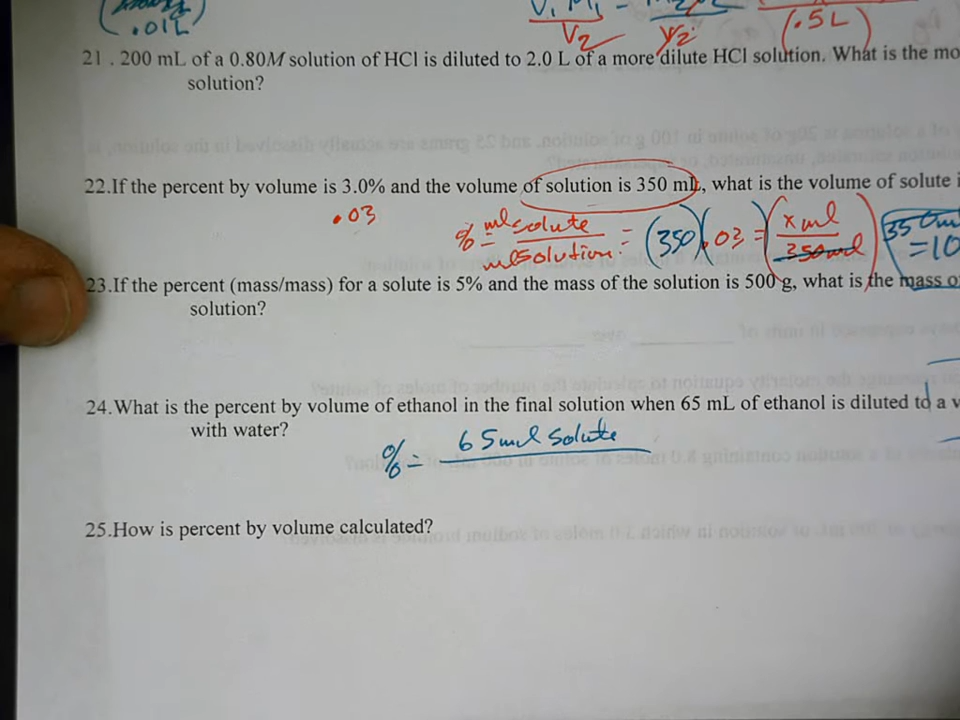 .01L
V1 M1
V2
(.5L)
21 . 200 mL of a 0.80M solution of HCl is diluted to 2.0 L of a more dilute HCl solution. What is the mo
solution?
22.If the percent by volume is 3.0% and the volume of solution is 350 mL, what is the volume of solute i
.03
% = ml solute / ml solution = (350) .03 = (x ml / 350 ml) 350ml
=10
23.If the percent (mass/mass) for a solute is 5% and the mass of the solution is 500 g, what is the mass o
solution?
24.What is the percent by volume of ethanol in the final solution when 65 mL of ethanol is diluted to a v
with water?
65ml solute
% =
25.How is percent by volume calculated?